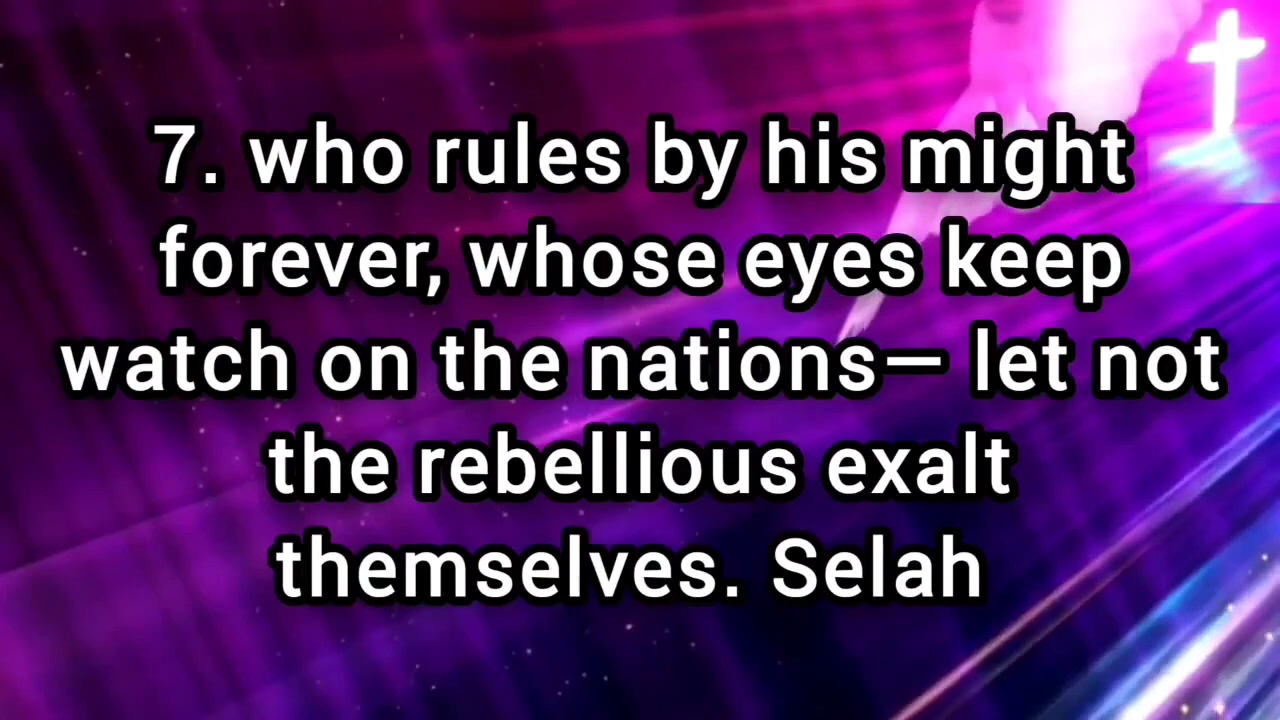 7. who rules by his might
forever, whose eyes keep
watch on the nations— let not
the rebellious exalt
themselves. Selah